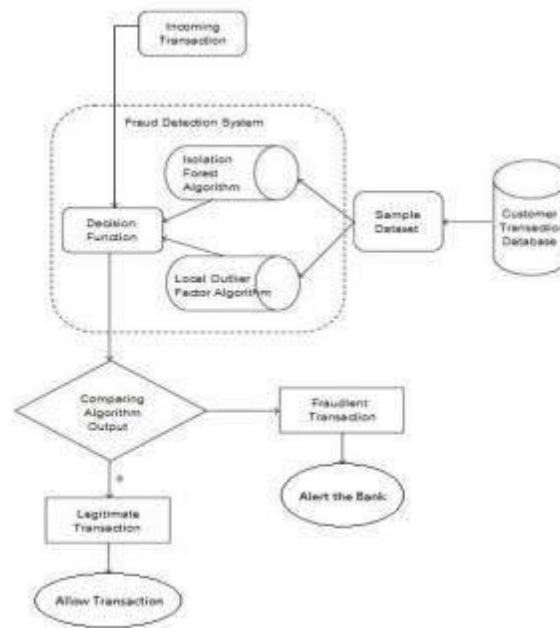 Incoming
Transaction
Fraud Detection System
Isolation
Forest
Algorithm
Decision
Function
Sample
Dataset
Customer
Transaction
Database
Local Outlier
Factor Algorithm
Comparing
Algorithm
Output
Fraudlent
Transaction
Alert the Bank
Legitimate
Transaction
Allow Transaction